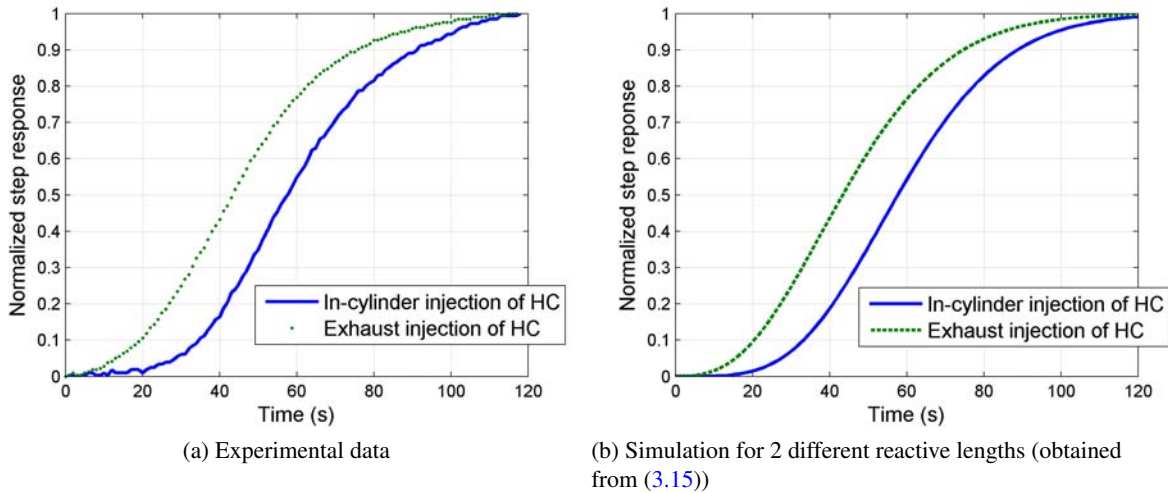 1
0.9
0.8
0.7
0.6
0.5
0.4
0.3
0.2
0.1
0
Normalized step response
In-cylinder injection of HC
Exhaust injection of HC
0 20 40 60 80 100 120
Time (s)
(a) Experimental data
1
0.9
0.8
0.7
0.6
0.5
0.4
0.3
0.2
0.1
0
Normalized step reponse
In-cylinder injection of HC
Exhaust injection of HC
0 20 40 60 80 100 120
Time (s)
(b) Simulation for 2 different reactive lengths (obtained
from (3.15))